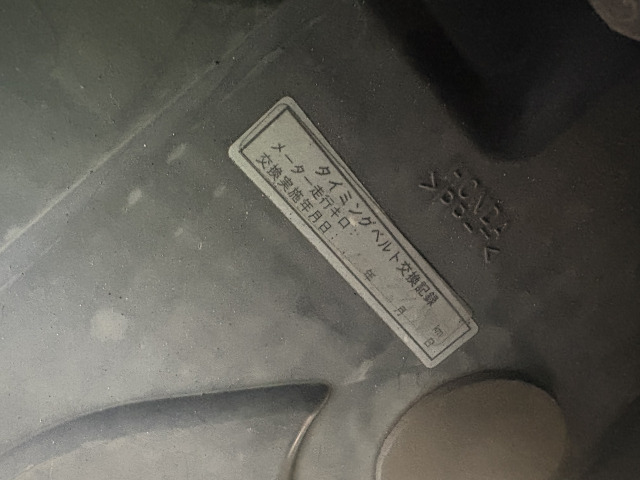 タイミングベルト交換記録
メーター走行キロ: ㎞
交換実施年月日: 年 月 日
HONDA